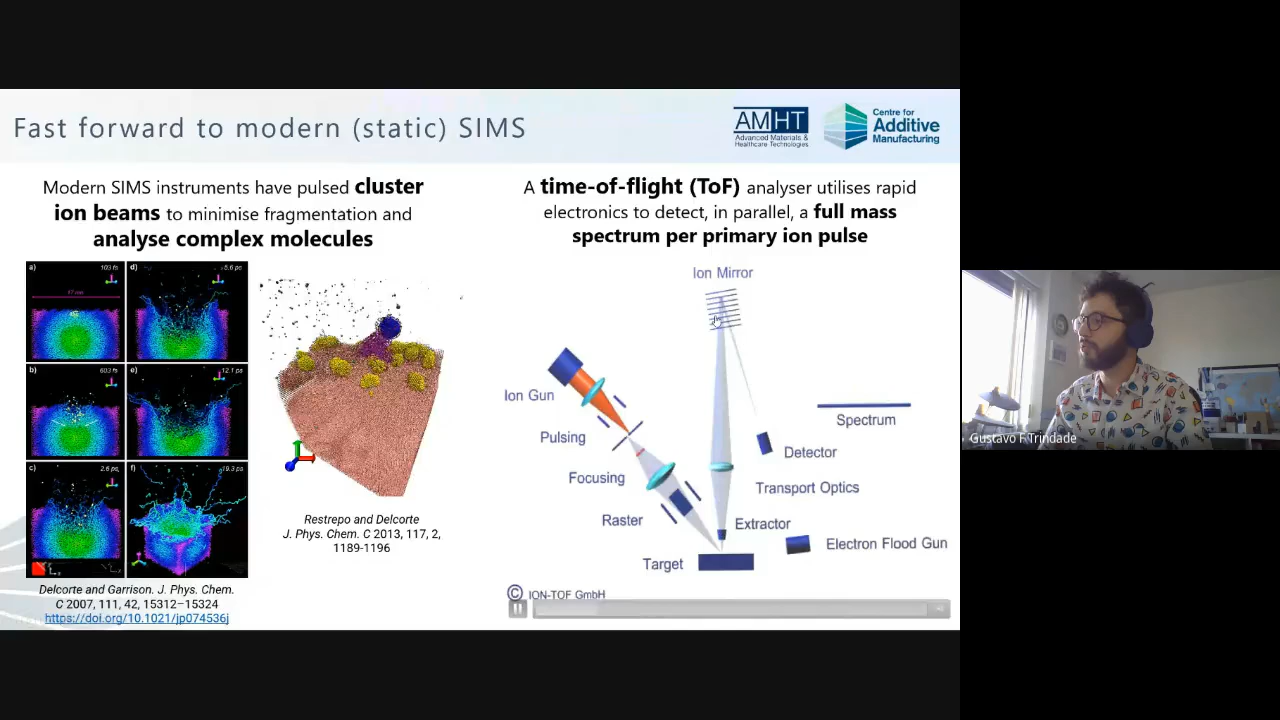 Fast forward to modern (static) SIMS
AMHT
Advanced Materials &
Healthcare Technologies
Centre for
Additive
Manufacturing
Modern SIMS instruments have pulsed cluster
ion beams to minimise fragmentation and
analyse complex molecules
A time-of-flight (ToF) analyser utilises rapid
electronics to detect, in parallel, a full mass
spectrum per primary ion pulse
a)
103 fs
d)
5.6 ps
b)
603 fs
e)
12.1 ps
c)
2.6 ps
f)
19.3 ps
Restrepo and Delcorte
J. Phys. Chem. C 2013, 117, 2,
1189-1196
Delcorte and Garrison. J. Phys. Chem.
C 2007, 111, 42, 15312–15324
https://doi.org/10.1021/jp074536j
Ion Mirror
Ion Gun
Pulsing
Focusing
Raster
Target
Spectrum
Detector
Transport Optics
Extractor
Electron Flood Gun
© ION-TOF GmbH
Gustavo F Trindade